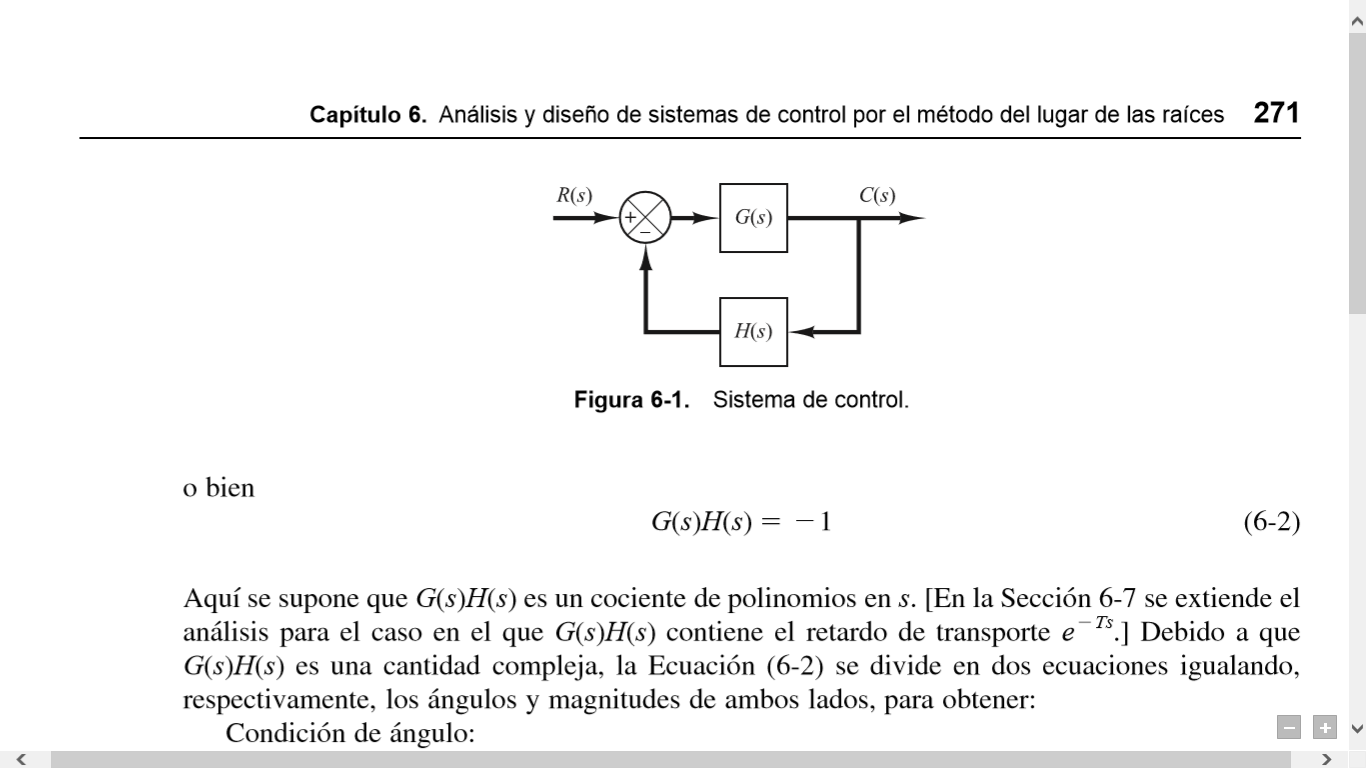 Capítulo 6. Análisis y diseño de sistemas de control por el método del lugar de las raíces 271
R(s)
C(s)
+
−
G(s)
H(s)
Figura 6-1. Sistema de control.
o bien
G(s)H(s) = −1 (6-2)
Aquí se supone que G(s)H(s) es un cociente de polinomios en s. [En la Sección 6-7 se extiende el
análisis para el caso en el que G(s)H(s) contiene el retardo de transporte e^−Ts.] Debido a que
G(s)H(s) es una cantidad compleja, la Ecuación (6-2) se divide en dos ecuaciones igualando,
respectivamente, los ángulos y magnitudes de ambos lados, para obtener:
Condición de ángulo: